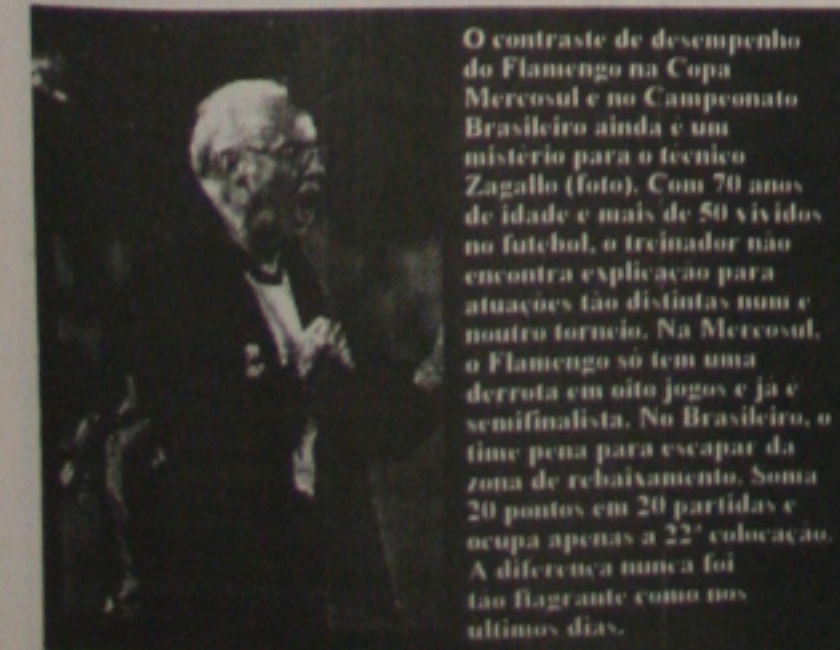 O contraste de desempenho
do Flamengo na Copa
Mercosul e no Campeonato
Brasileiro ainda é um
mistério para o técnico
Zagallo (foto). Com 70 anos
de idade e mais de 50 vividos
no futebol, o treinador não
encontra explicação para
atuações tão distintas num e
noutro torneio. Na Mercosul,
o Flamengo só tem uma
derrota em oito jogos e já é
semifinalista. No Brasileiro, o
time pena para escapar da
zona de rebaixamento. Soma
20 pontos em 20 partidas e
ocupa apenas a 22ª colocação.
A diferença nunca foi
tão flagrante como nos
últimos dias.